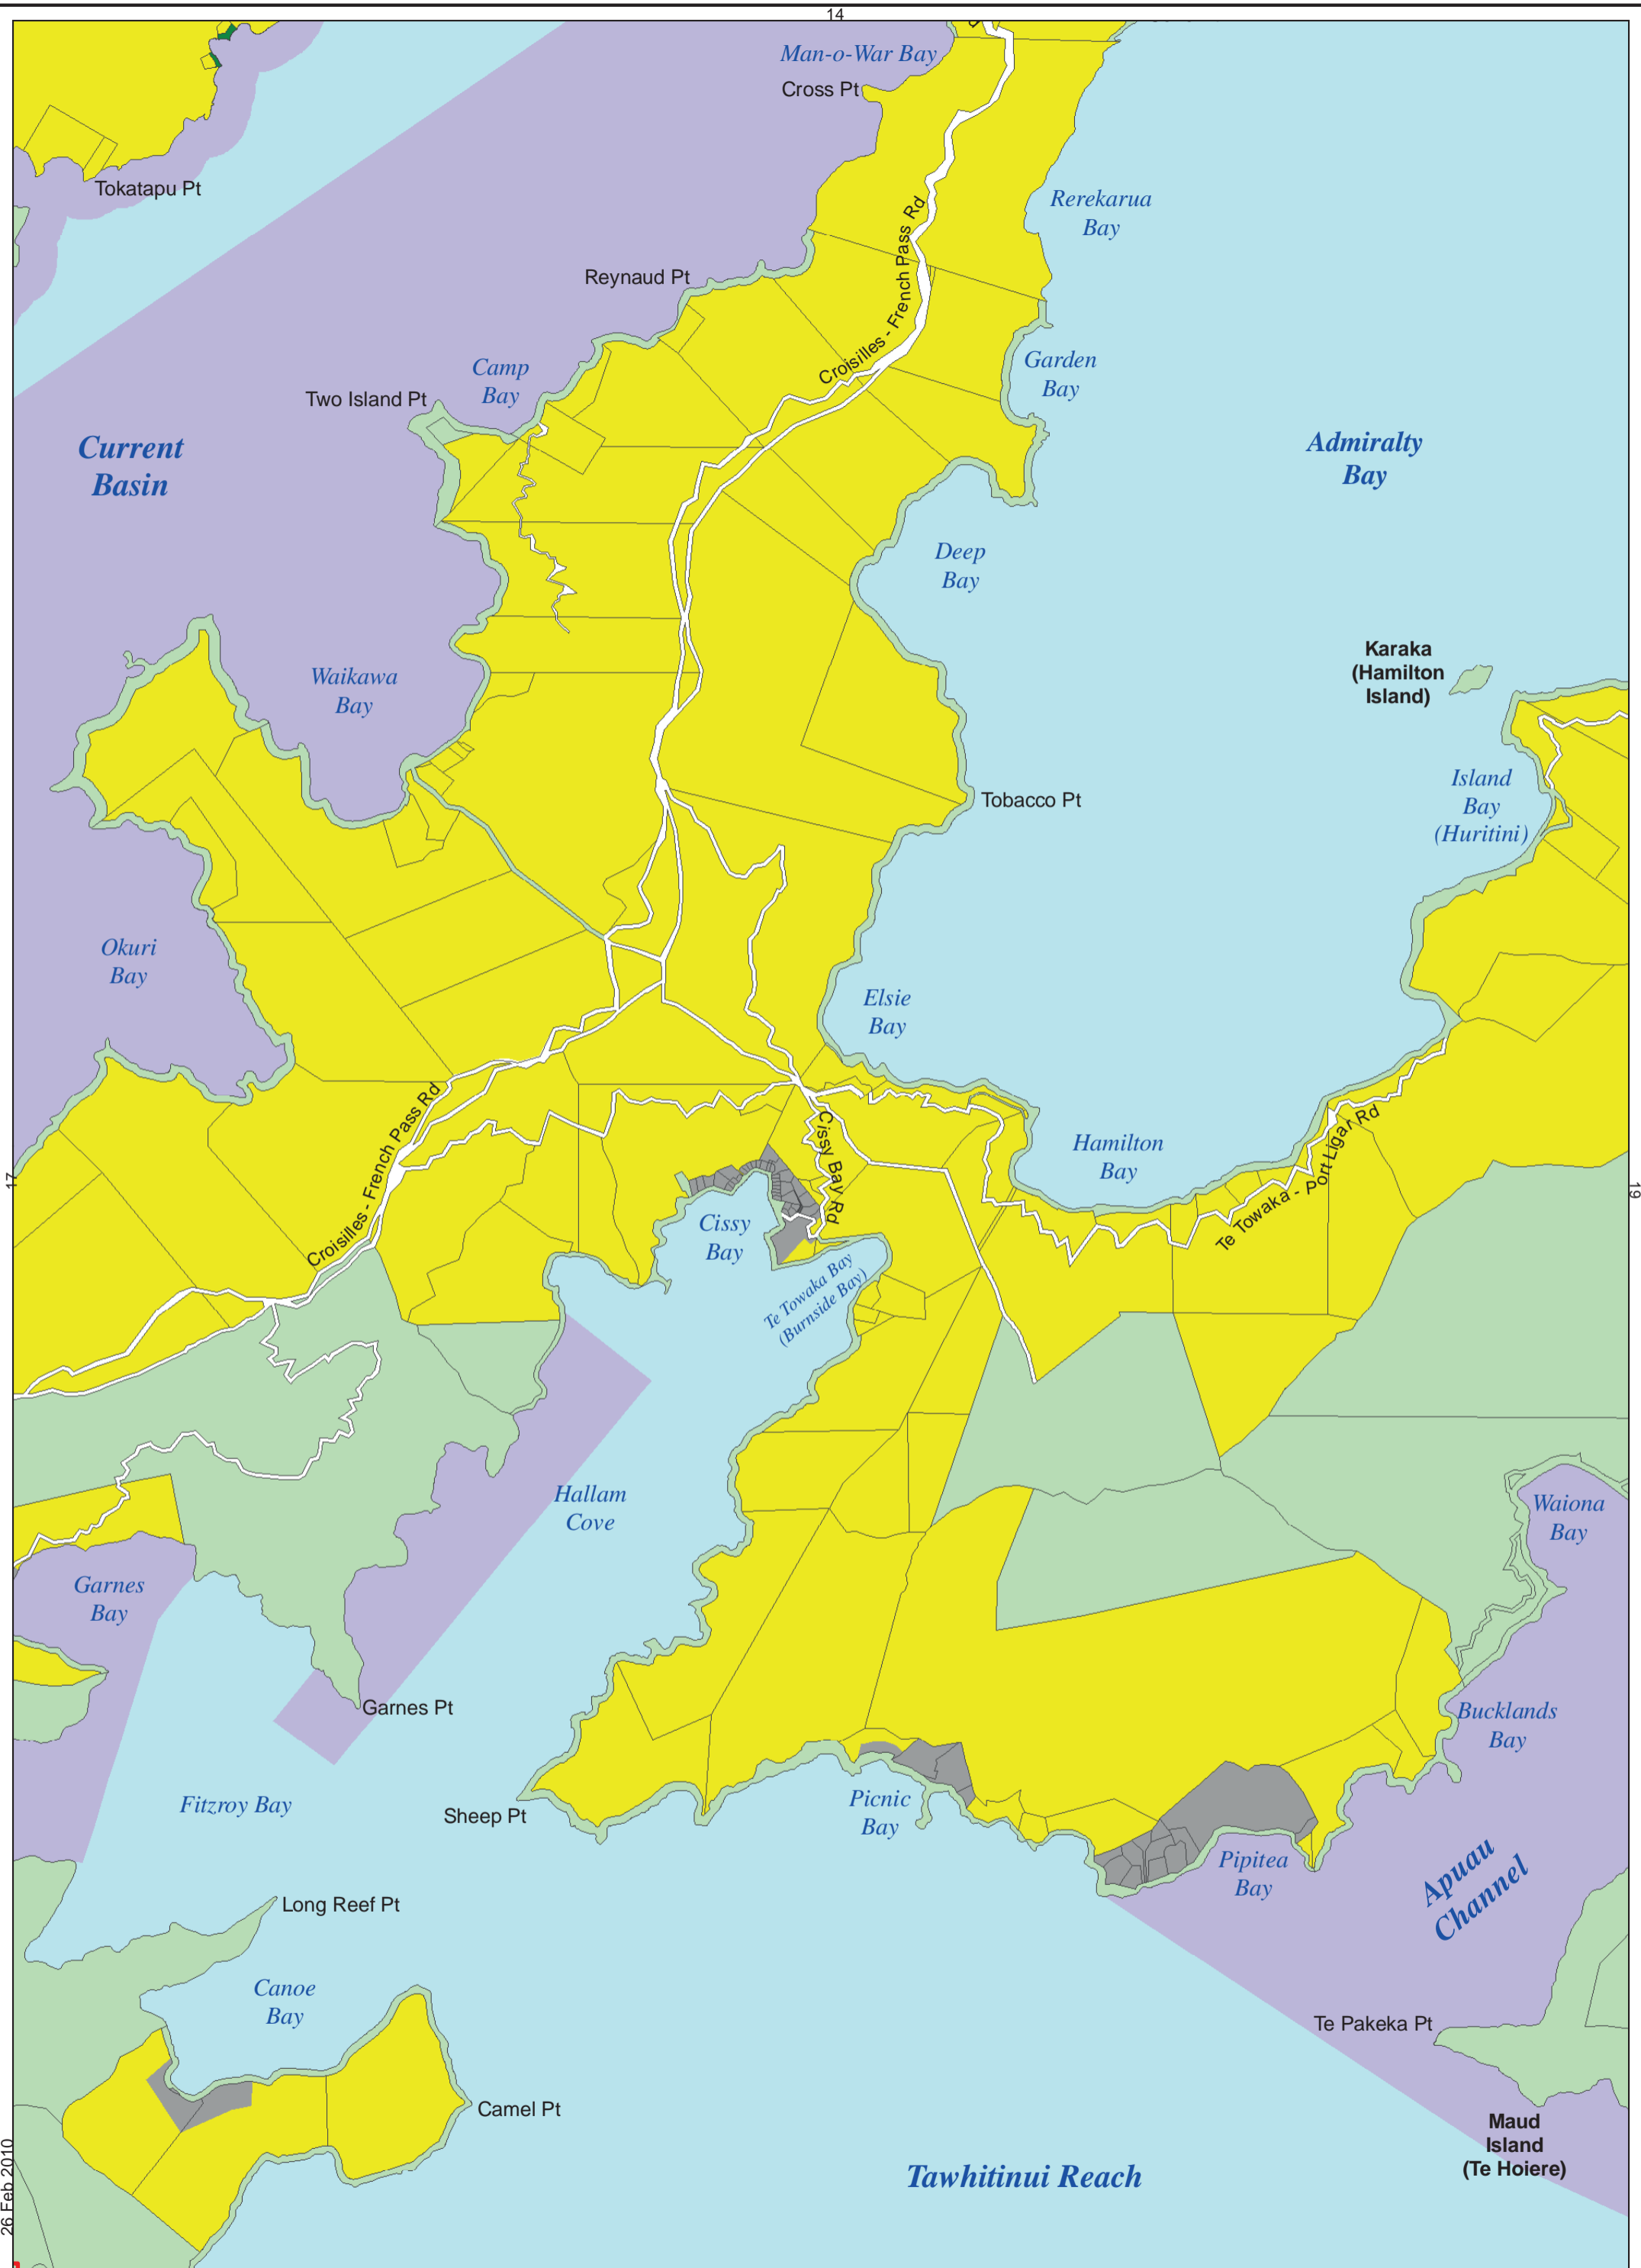 14
Man-o-War Bay
Cross Pt
Tokatapu Pt
Rerekarua
Bay
Croisilles - French Pass Rd
Reynaud Pt
Garden
Bay
Camp
Bay
Two Island Pt
Current
Basin
Admiralty
Bay
Deep
Bay
Karaka
(Hamilton
Island)
Waikawa
Bay
Island
Bay
(Huritini)
Tobacco Pt
Okuri
Bay
Elsie
Bay
Croisilles - French Pass Rd
Cissy Bay Rd
Hamilton
Bay
Te Towaka - Port Ligar Rd
17
19
Cissy
Bay
Te Towaka Bay
(Burnside Bay)
Hallam
Cove
Waiona
Bay
Garnes
Bay
Garnes Pt
Bucklands
Bay
Fitzroy Bay
Sheep Pt
Picnic
Bay
Pipitea
Bay
Apuau
Channel
Long Reef Pt
Canoe
Bay
Te Pakeka Pt
Camel Pt
Maud
Island
(Te Hoiere)
Tawhitinui Reach
26 Feb 2010